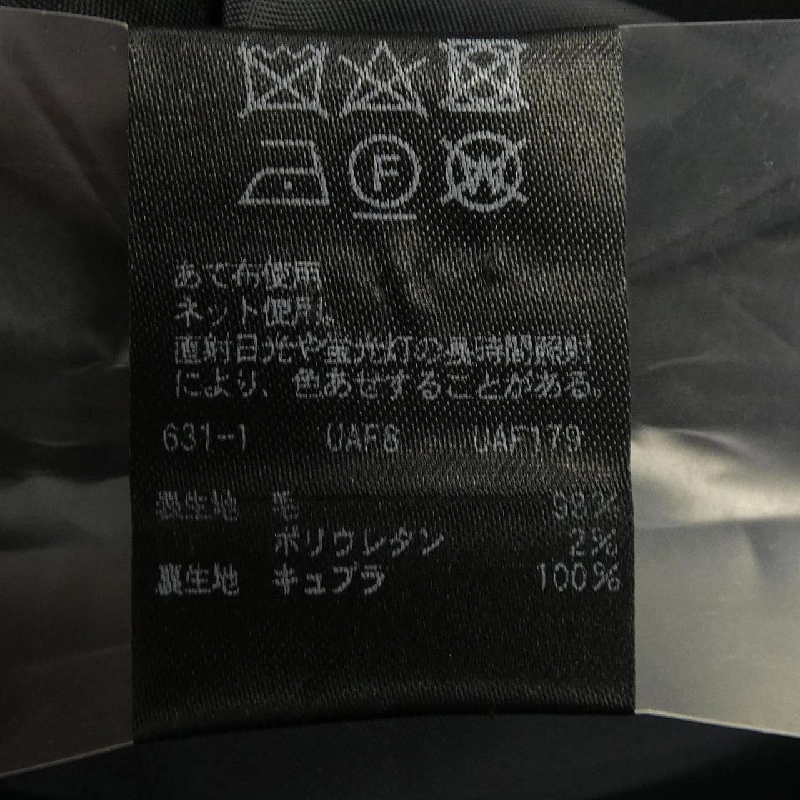 F W
あて布使用
ネット使用。
直射日光や蛍光灯の長時間照射
により、色あせすることがある。
631-1 UAF8 UAF179
表生地 毛 98%
ポリウレタン 2%
裏生地 キュプラ 100%